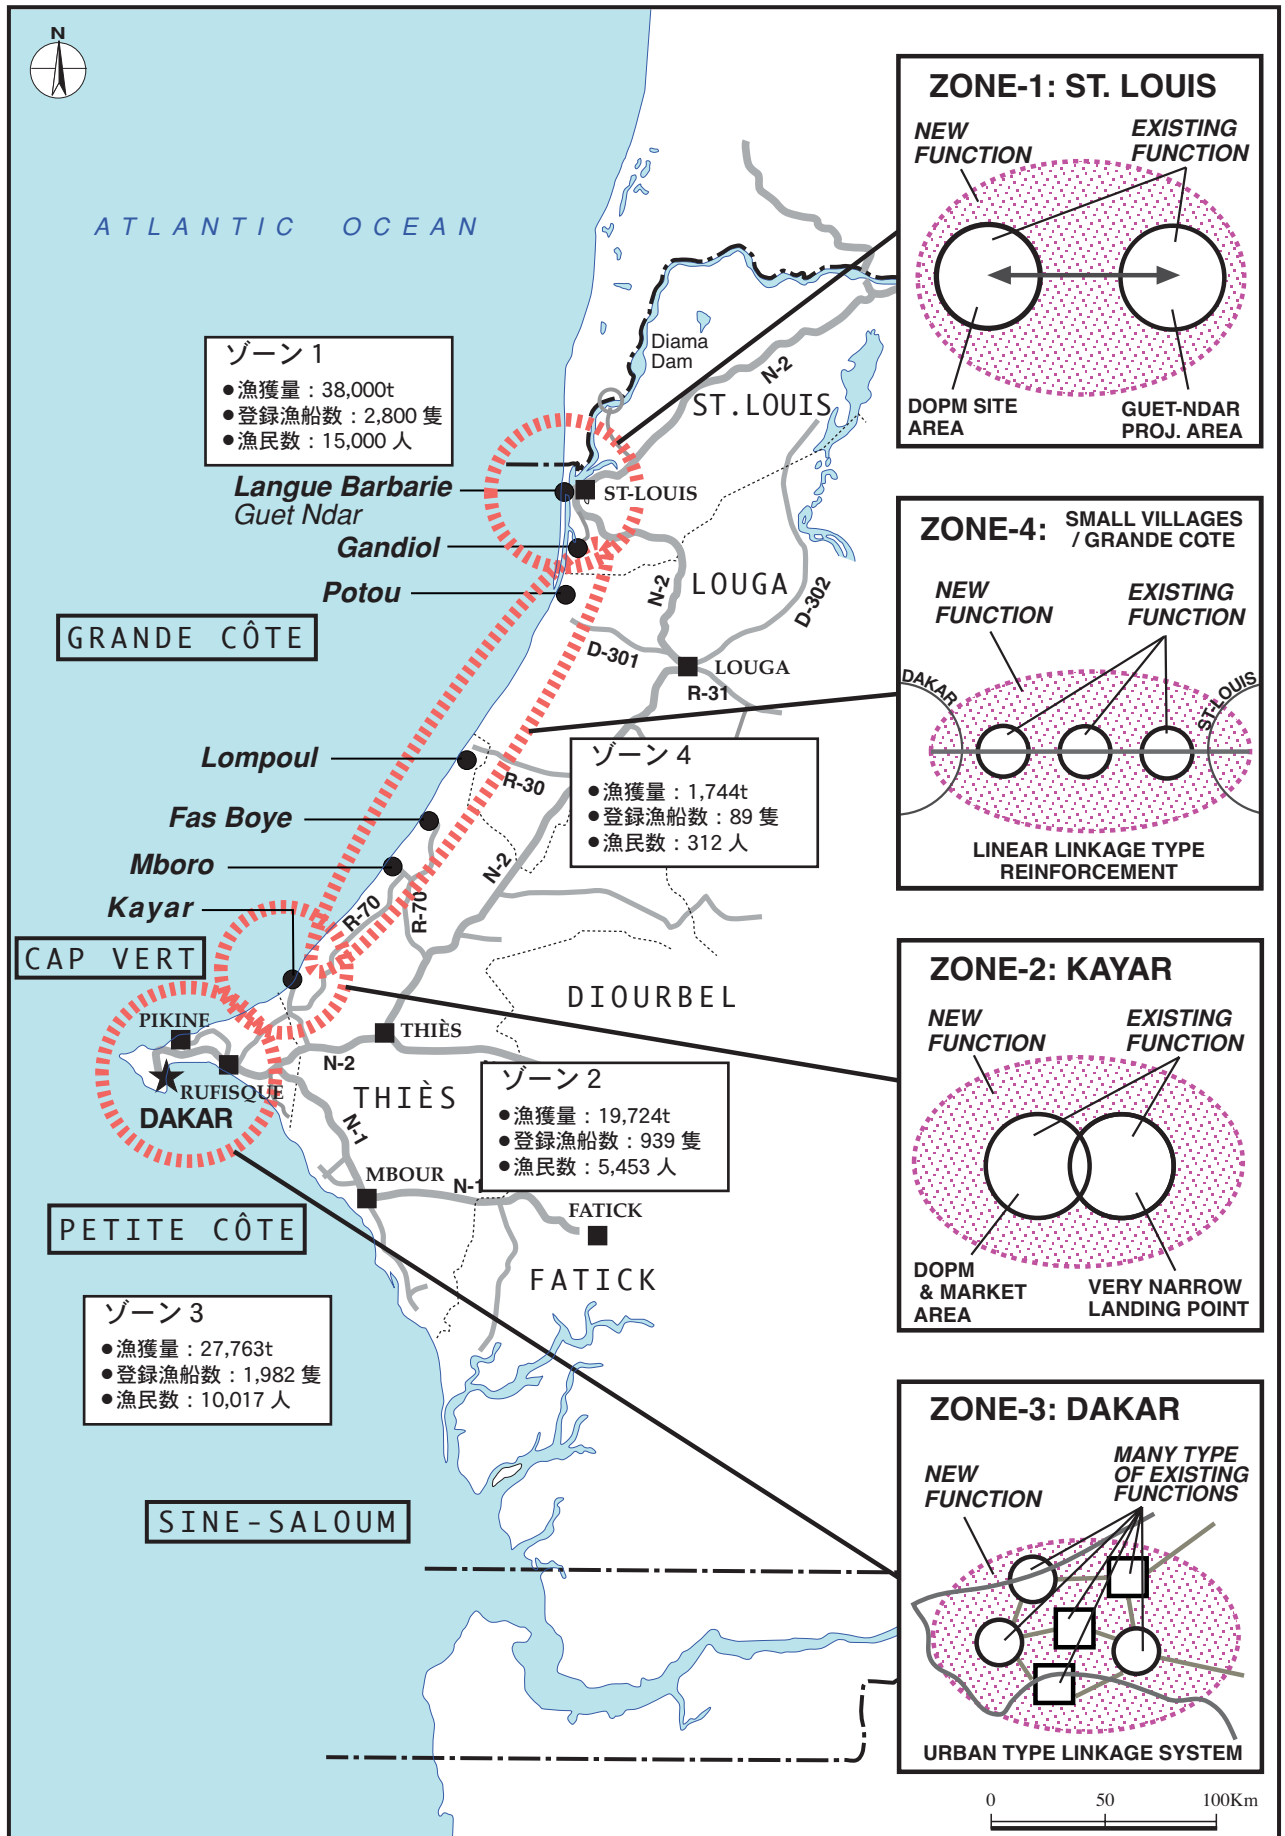 N
ATLANTIC OCEAN
ゾーン 1
●漁獲量：38,000t
●登録漁船数：2,800 隻
●漁民数：15,000 人
Diama
Dam
N-2
ST.LOUIS
Langue Barbarie
Guet Ndar
ST-LOUIS
Gandiol
Potou
N-2
LOUGA
D-302
GRANDE CÔTE
D-301
LOUGA
R-31
Lompoul
R-30
ゾーン 4
●漁獲量：1,744t
●登録漁船数：89 隻
●漁民数：312 人
Fas Boye
Mboro
N-2
Kayar
R-70
R-70
CAP VERT
DIOURBEL
PIKINE
THIÈS
N-2
RUFISQUE
DAKAR
THIÈS
N-1
ゾーン 2
●漁獲量：19,724t
●登録漁船数：939 隻
●漁民数：5,453 人
MBOUR
N-1
FATICK
PETITE CÔTE
FATICK
ゾーン 3
●漁獲量：27,763t
●登録漁船数：1,982 隻
●漁民数：10,017 人
SINE-SALOUM
ZONE-1: ST. LOUIS
NEW
FUNCTION
EXISTING
FUNCTION
DOPM SITE
AREA
GUET-NDAR
PROJ. AREA
ZONE-4: SMALL VILLAGES
/ GRANDE COTE
NEW
FUNCTION
EXISTING
FUNCTION
DAKAR
ST-LOUIS
LINEAR LINKAGE TYPE
REINFORCEMENT
ZONE-2: KAYAR
NEW
FUNCTION
EXISTING
FUNCTION
DOPM
& MARKET
AREA
VERY NARROW
LANDING POINT
ZONE-3: DAKAR
NEW
FUNCTION
MANY TYPE
OF EXISTING
FUNCTIONS
URBAN TYPE LINKAGE SYSTEM
0 50 100Km